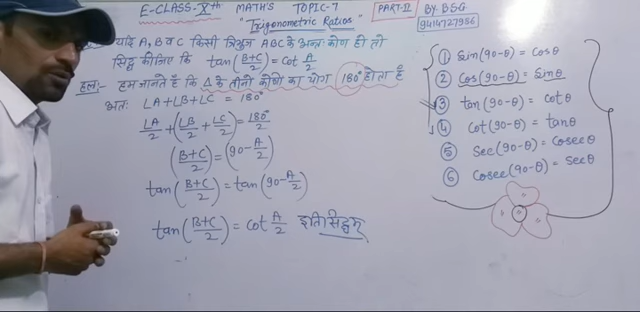 E-CLASS-Xth MATH'S TOPIC-7 PART-II BY-BSG
"Trigonometric Ratios" 9414727956
यदि A, B व C किसी त्रिभुज ABC के अन्तः कोण हो तो
सिद्ध कीजिए कि tan(B+C/2) = cot A/2
हल:- हम जानते हैं कि Δ के तीनों कोणों का योग 180° होता है
अतः ∠A+∠B+∠C = 180°
∠A/2 + (∠B/2 + ∠C/2) = 180°/2
(B+C/2) = (90 - A/2)
tan(B+C/2) = tan(90 - A/2)
tan(B+C/2) = cot A/2 इति सिद्धम्
① Sin(90-θ) = cosθ
② Cos(90-θ) = sinθ
③ tan(90-θ) = cotθ
④ cot(90-θ) = tanθ
⑤ Sec(90-θ) = cosecθ
⑥ Cosec(90-θ) = secθ